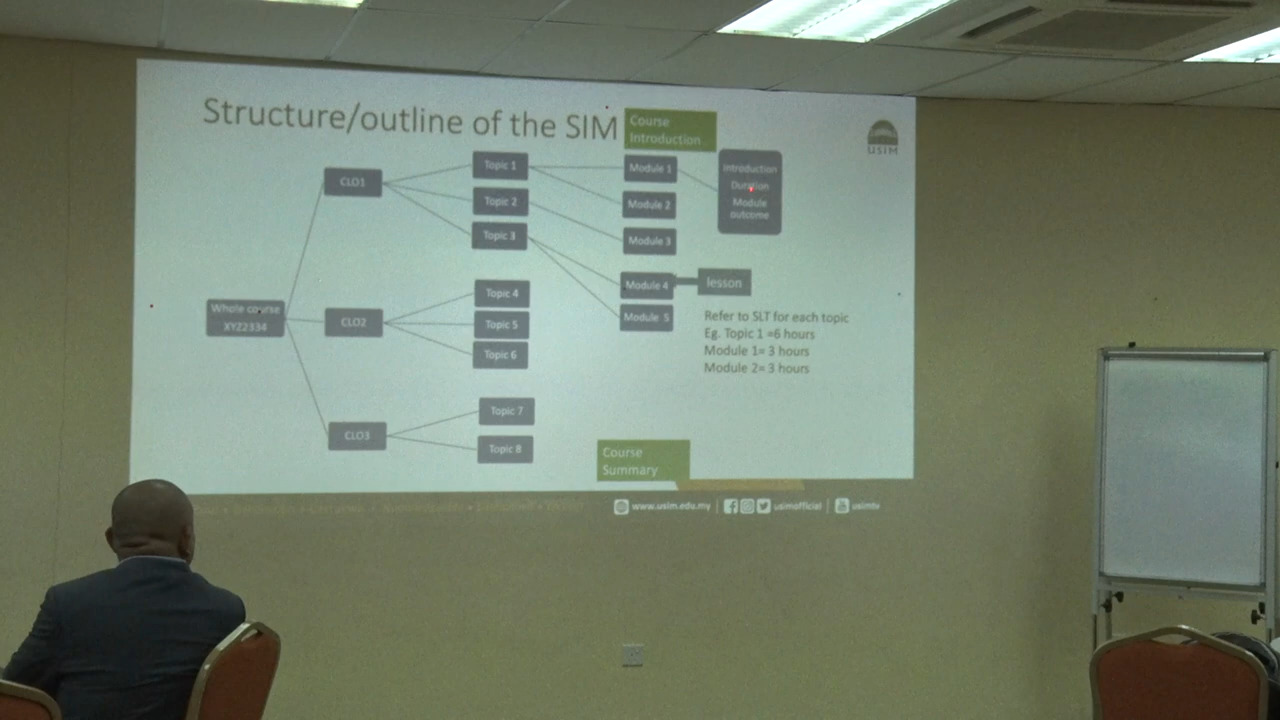 Structure/outline of the SIM
Course
Introduction
USIM
CLO1
Topic 1
Topic 2
Topic 3
Module 1
Module 2
Module 3
Module 4
Module 5
Introduction
Duration
Module
outcome
lesson
Whole course
XYZ2334
CLO2
Topic 4
Topic 5
Topic 6
Refer to SLT for each topic
Eg. Topic 1 =6 hours
Module 1= 3 hours
Module 2= 3 hours
CLO3
Topic 7
Topic 8
Course
Summary
www.usim.edu.my
usimofficial
usimtv